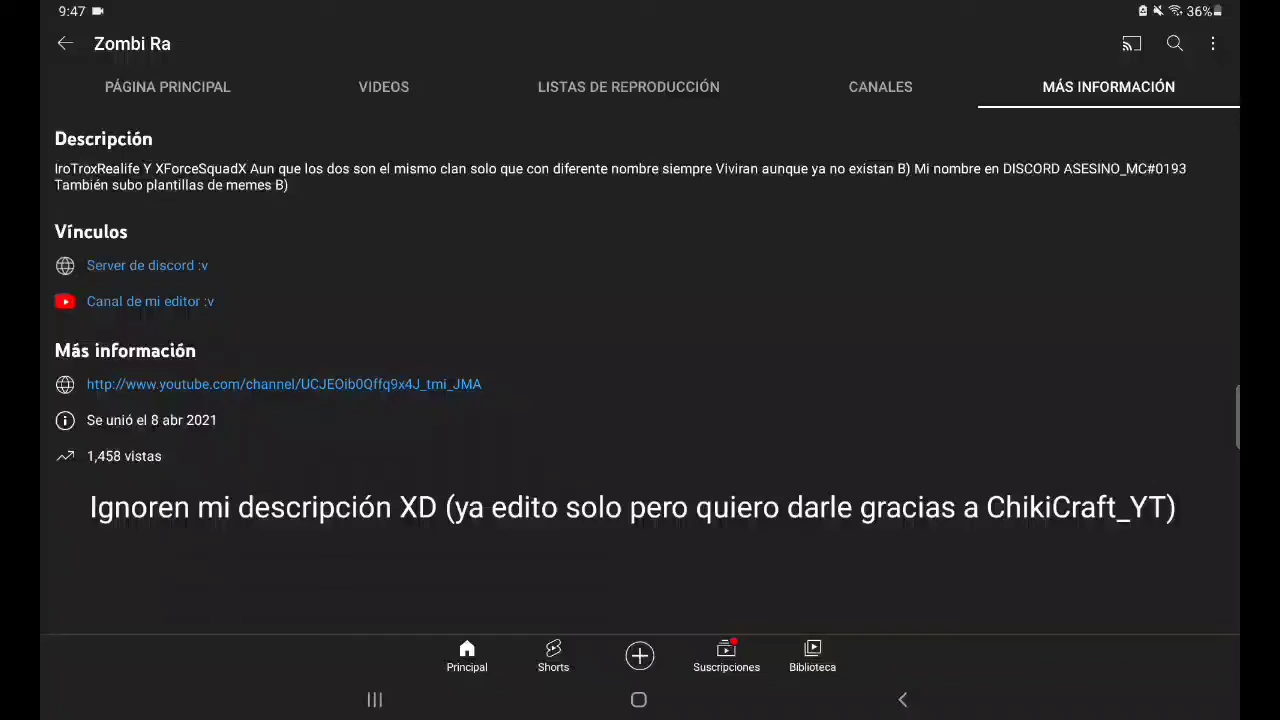 9:47
36%
Zombi Ra
PÁGINA PRINCIPAL VIDEOS LISTAS DE REPRODUCCIÓN CANALES MÁS INFORMACIÓN
Descripción
IroTroxRealife Y XForceSquadX Aun que los dos son el mismo clan solo que con diferente nombre siempre Viviran aunque ya no existan B) Mi nombre en DISCORD ASESINO_MC#0193
También subo plantillas de memes B)
Vínculos
Server de discord :v
Canal de mi editor :v
Más información
http://www.youtube.com/channel/UCJEOib0Qffq9x4J_tmi_JMA
Se unió el 8 abr 2021
1,458 vistas
Ignoren mi descripción XD (ya edito solo pero quiero darle gracias a ChikiCraft_YT)
Principal Shorts Suscripciones Biblioteca